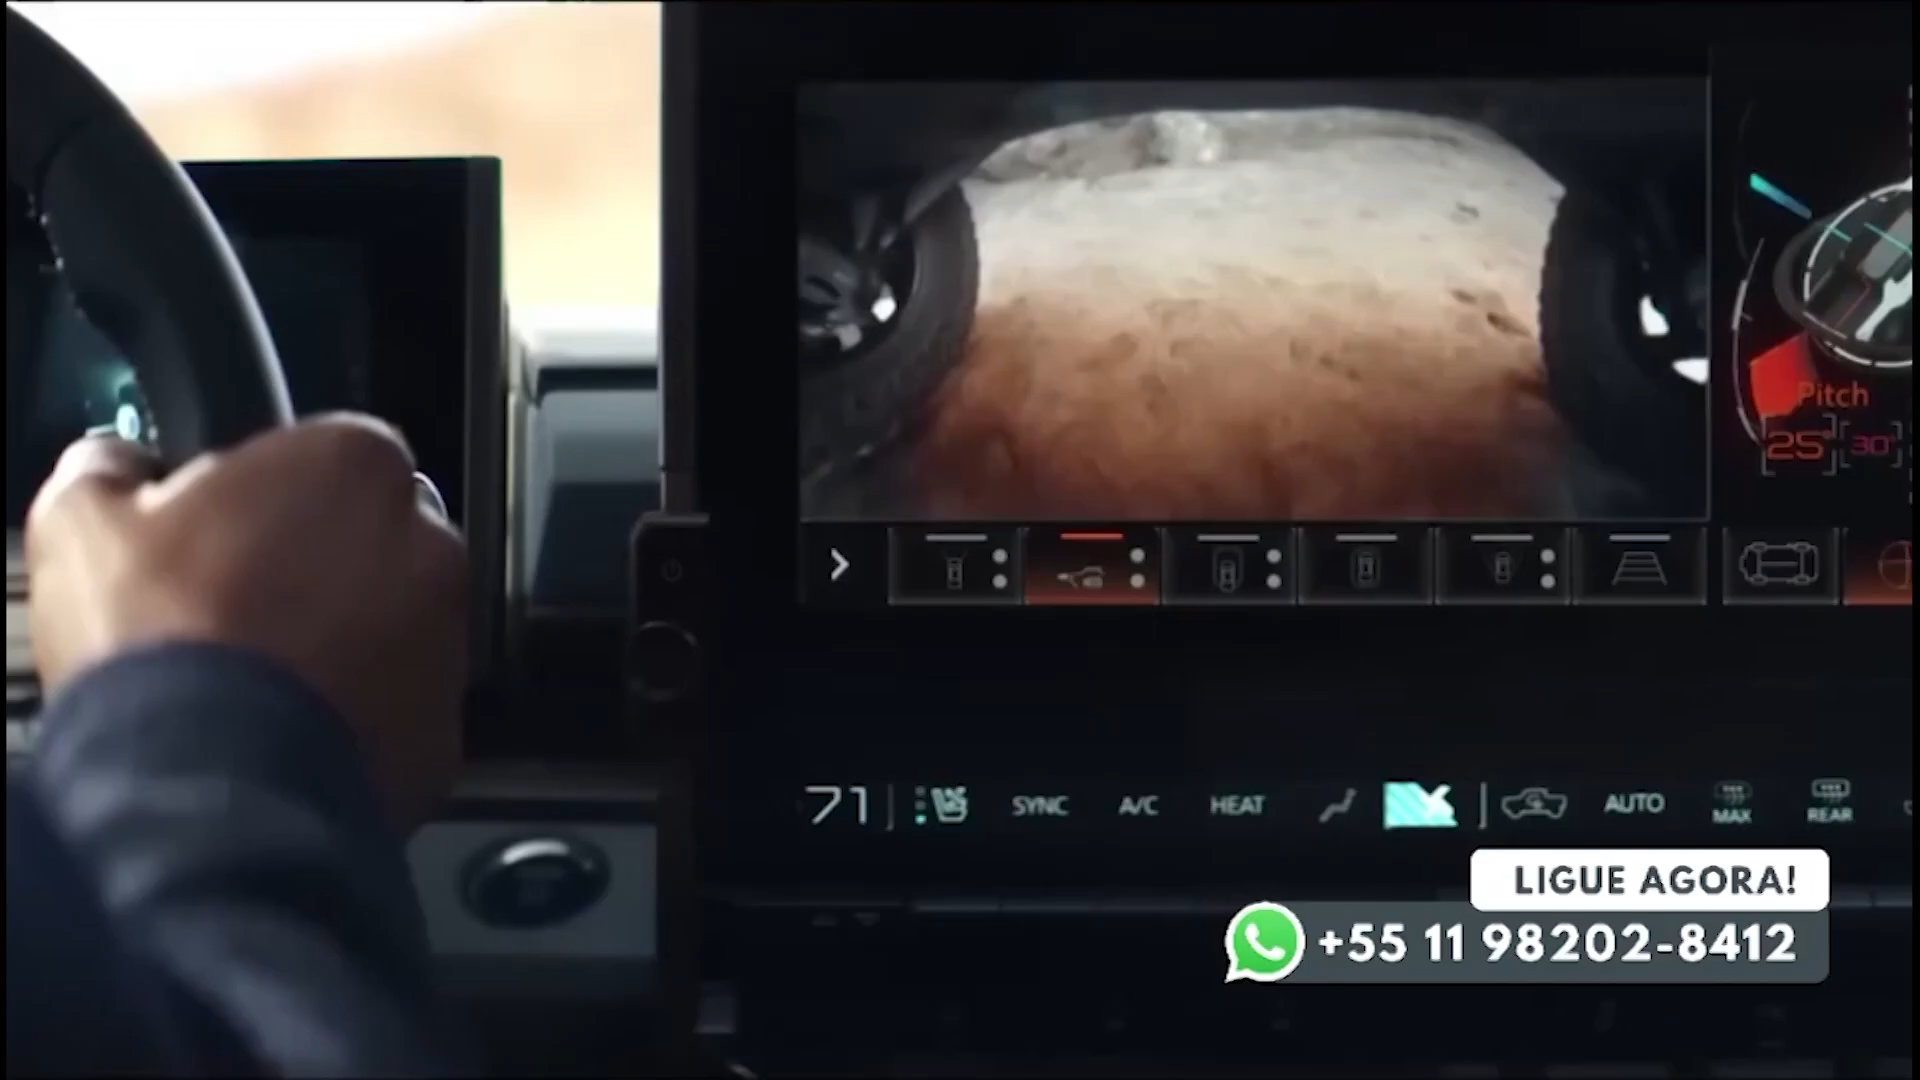 Pitch
25° 30°
71 SYNC A/C HEAT AUTO MAX REAR
LIGUE AGORA!
+55 11 98202-8412